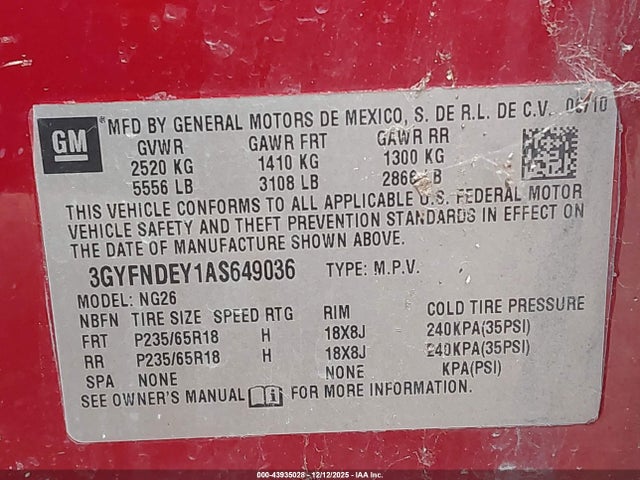 GM ® MFD BY GENERAL MOTORS DE MEXICO, S. DE R.L. DE C.V. /10
GVWR GAWR FRT GAWR RR
2520 KG 1410 KG 1300 KG
5556 LB 3108 LB 2866 LB
THIS VEHICLE CONFORMS TO ALL APPLICABLE U.S. FEDERAL MOTOR
VEHICLE SAFETY AND THEFT PREVENTION STANDARDS IN EFFECT ON
THE DATE OF MANUFACTURE SHOWN ABOVE.
3GYFNDEY1AS649036 TYPE: M.P.V.
MODEL: NG26
NBFN TIRE SIZE SPEED RTG RIM COLD TIRE PRESSURE
FRT P235/65R18 H 18X8J 240KPA(35PSI)
RR P235/65R18 H 18X8J 240KPA(35PSI)
SPA NONE NONE KPA(PSI)
SEE OWNER'S MANUAL FOR MORE INFORMATION.
000-43935028 - 12/12/2025 - IAA Inc.